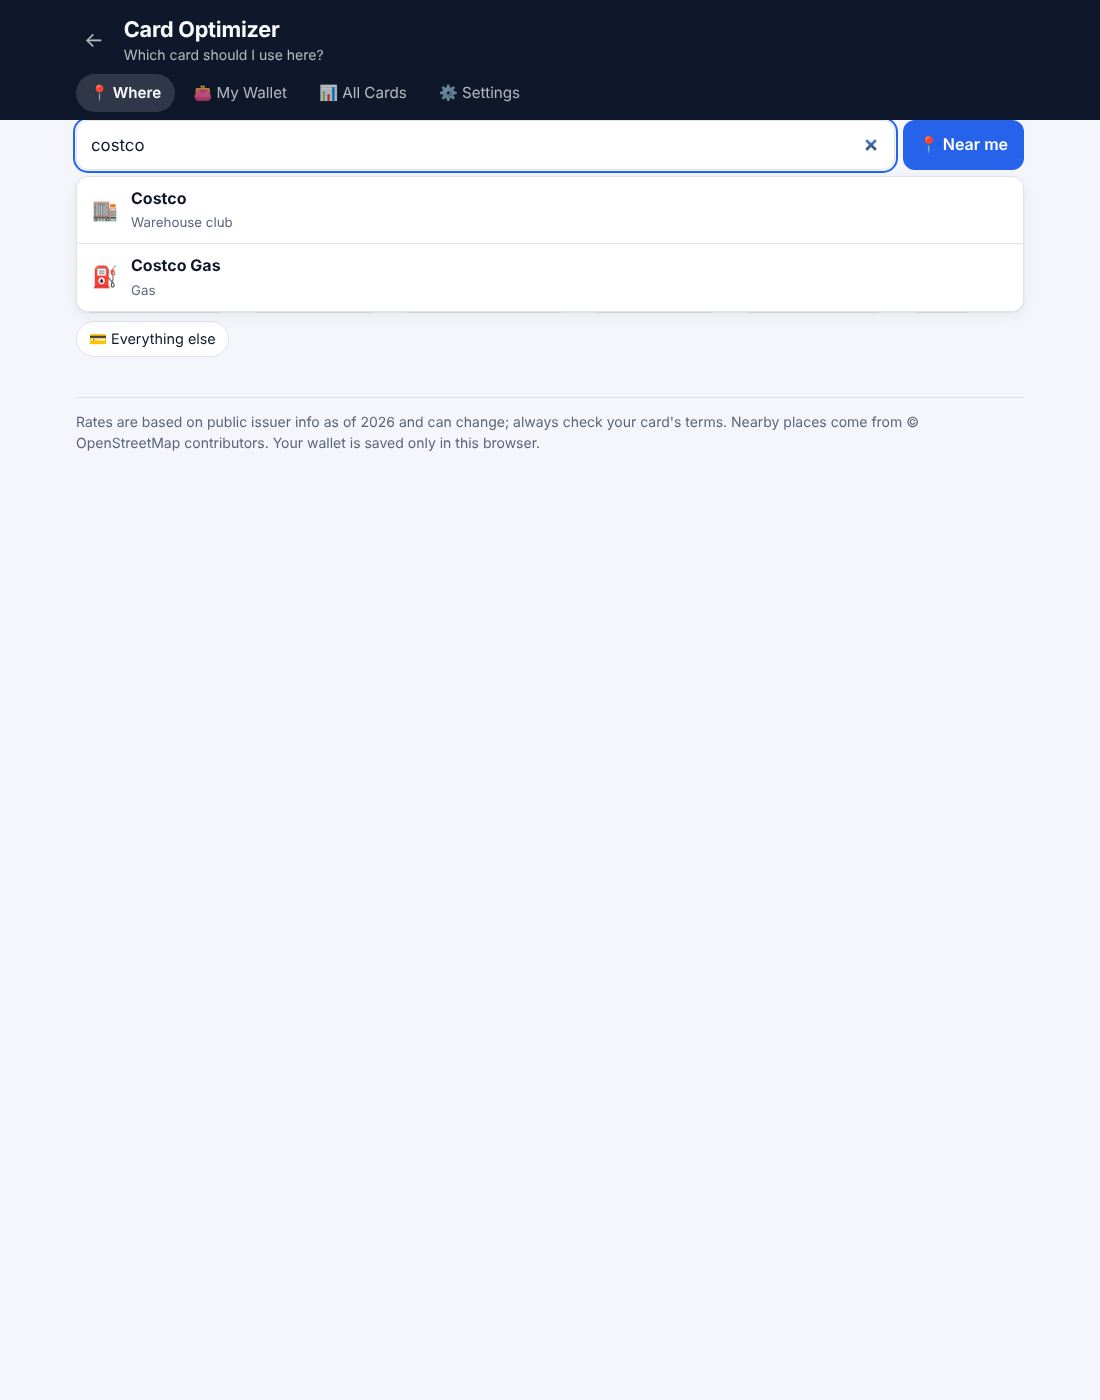 Card Optimizer
Which card should I use here?
Where
My Wallet
All Cards
Settings
costco
Near me
Costco
Warehouse club
Costco Gas
Gas
Everything else
Rates are based on public issuer info as of 2026 and can change; always check your card's terms. Nearby places come from ©
OpenStreetMap contributors. Your wallet is saved only in this browser.